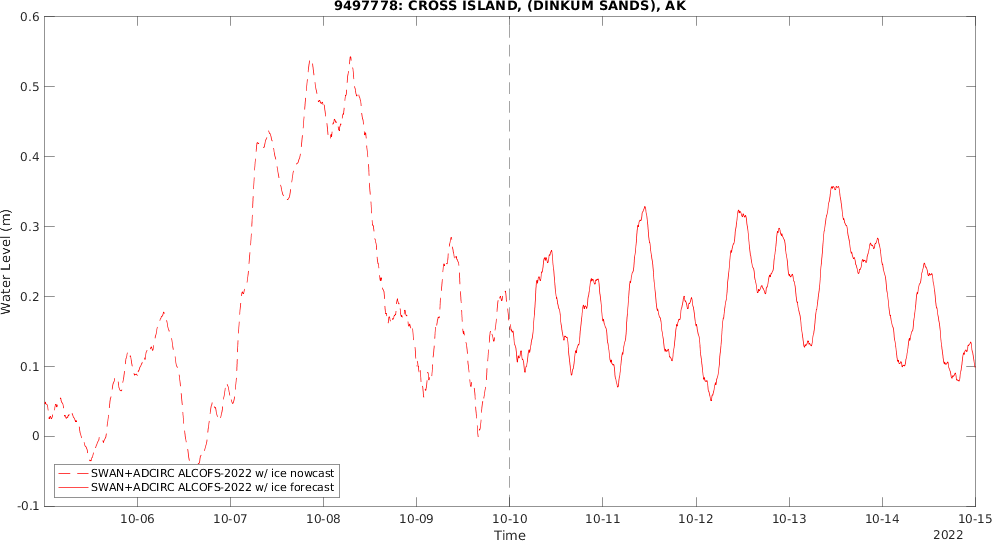 9497778: CROSS ISLAND, (DINKUM SANDS), AK
0.6
0.5
0.4
0.3
0.2
0.1
0
-0.1
Water Level (m)
SWAN+ADCIRC ALCOFS-2022 w/ ice nowcast
SWAN+ADCIRC ALCOFS-2022 w/ ice forecast
10-06 10-07 10-08 10-09 10-10 10-11 10-12 10-13 10-14 10-15
Time
2022